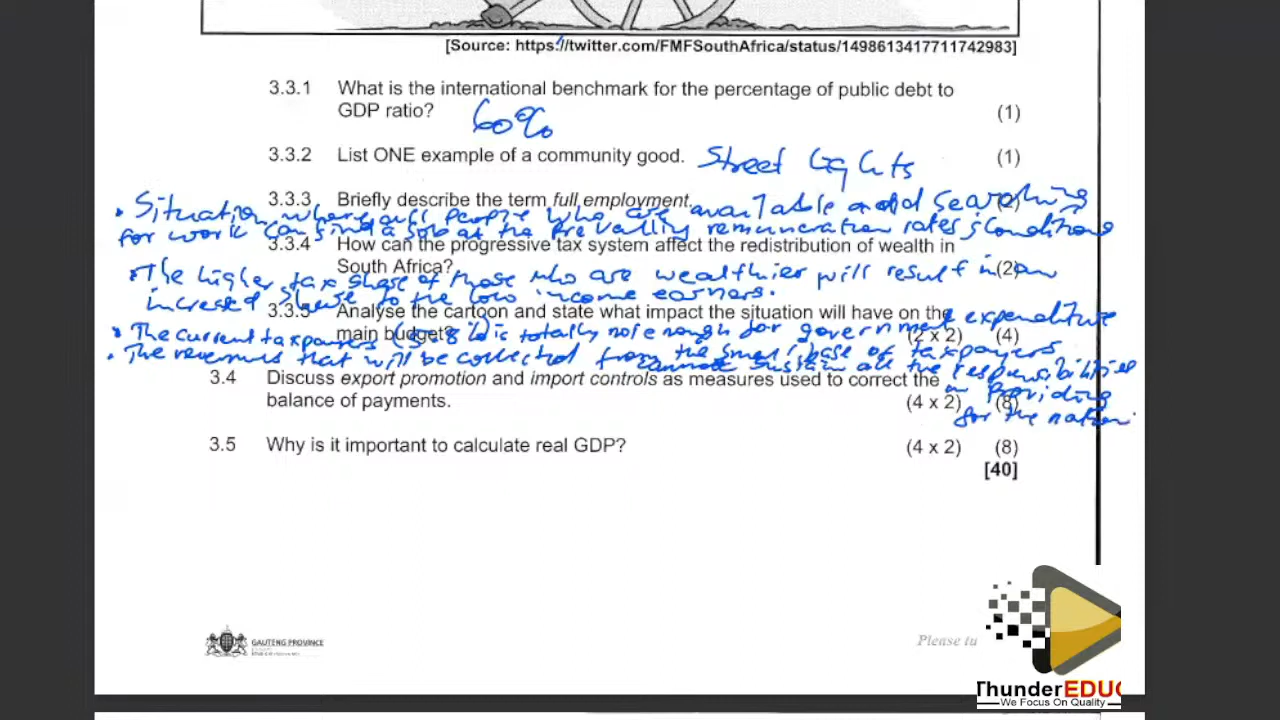 [Source: https://twitter.com/FMFSouthAfrica/status/1498613417711742983]
3.3.1 What is the international benchmark for the percentage of public debt to
GDP ratio? 60% (1)
3.3.2 List ONE example of a community good. Street lights (1)
3.3.3 Briefly describe the term full employment. (2)
• Situation where all people who are available and searching
for work can find a job at the prevailing remuneration rates & conditions
3.3.4 How can the progressive tax system affect the redistribution of wealth in
South Africa? (2)
• The higher tax share of those who are wealthier will result in an
increased share to the low income earners.
3.3.5 Analyse the cartoon and state what impact the situation will have on the
main budget? (2 x 2) (4)
• The current taxpayers is totally not enough for government expenditure
• The revenues that will be collected from the small base of taxpayers
cannot sustain all the responsibilities
in providing
for the nation
3.4 Discuss export promotion and import controls as measures used to correct the
balance of payments. (4 x 2) (8)
3.5 Why is it important to calculate real GDP? (4 x 2) (8)
[40]
GAUTENG PROVINCE
Please tu
ThunderEDUC
We Focus On Quality